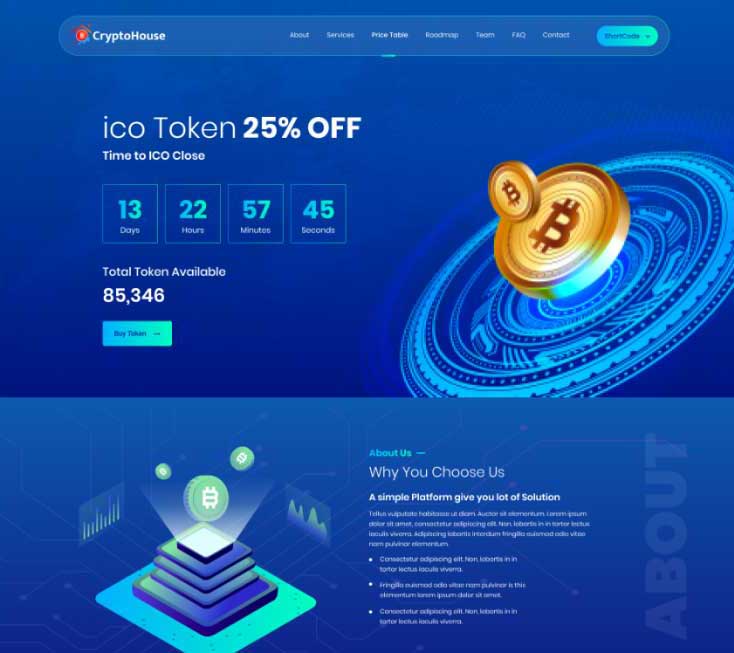 CryptoHouse
About Services Price Table Roadmap Team FAQ Contact ShortCode
ico Token 25% OFF
Time to ICO Close
13 22 57 45
Days Hours Minutes Seconds
Total Token Available
85,346
Buy Token
About Us
Why You Choose Us
A simple Platform give you lot of Solution
Tellus vulputate habitasse ut diam. Auctor sit elementum. Lorem ipsum
dolor sit amet, consectetur adipiscing elit. Non, lobortis in in tortor lectus
iaculis viverra. Adipiscing lobortis interdum fringilla euismod odio vitae
nam pulvinar elementum.
Consectetur adipiscing elit. Non, lobortis in in
tortor lectus iaculis viverra.
Fringilla euismod odio vitae nam pulvinar is this
elementum lorem ipsum dolor sit amet.
Consectetur adipiscing elit. Non, lobortis in in
tortor lectus iaculis viverra.
ABOUT